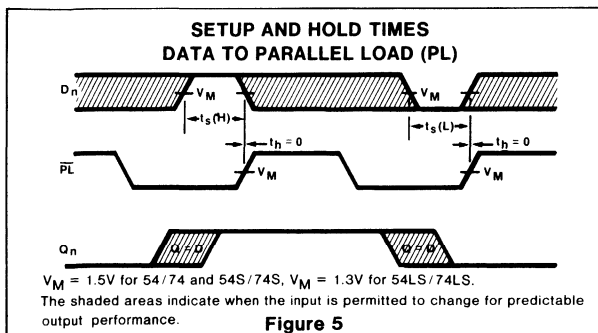 SETUP AND HOLD TIMES
DATA TO PARALLEL LOAD (PL)
Dn
VM
VM
ts(H)
ts(L)
th = 0
th = 0
PL
VM
VM
Qn
Q = D
Q = D
VM = 1.5V for 54/74 and 54S/74S, VM = 1.3V for 54LS/74LS.
The shaded areas indicate when the input is permitted to change for predictable
output performance.
Figure 5